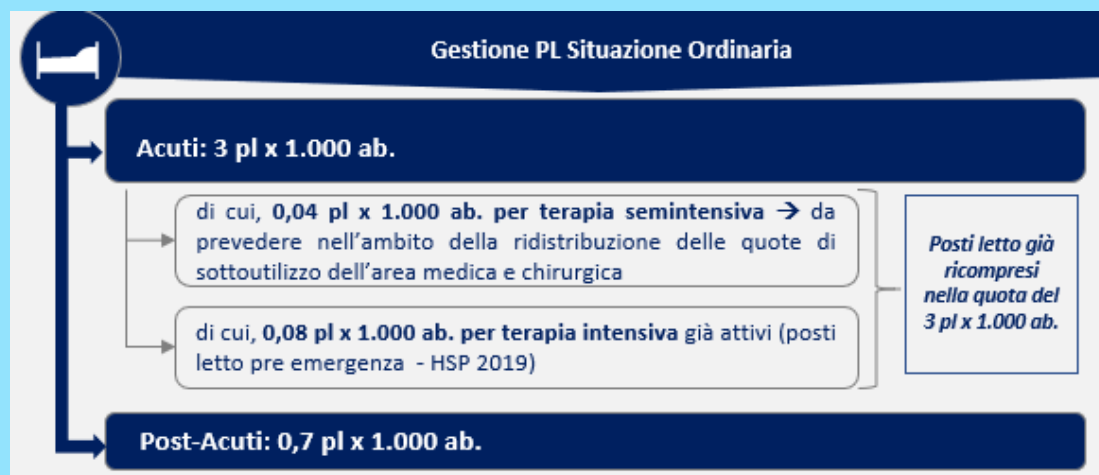 Gestione PL Situazione Ordinaria
Acuti: 3 pl x 1.000 ab.
di cui, 0,04 pl x 1.000 ab. per terapia semintensiva → da
prevedere nell’ambito della ridistribuzione delle quote di
sottoutilizzo dell’area medica e chirurgica
di cui, 0,08 pl x 1.000 ab. per terapia intensiva già attivi (posti
letto pre emergenza - HSP 2019)
Posti letto già
ricompresi
nella quota del
3 pl x 1.000 ab.
Post-Acuti: 0,7 pl x 1.000 ab.